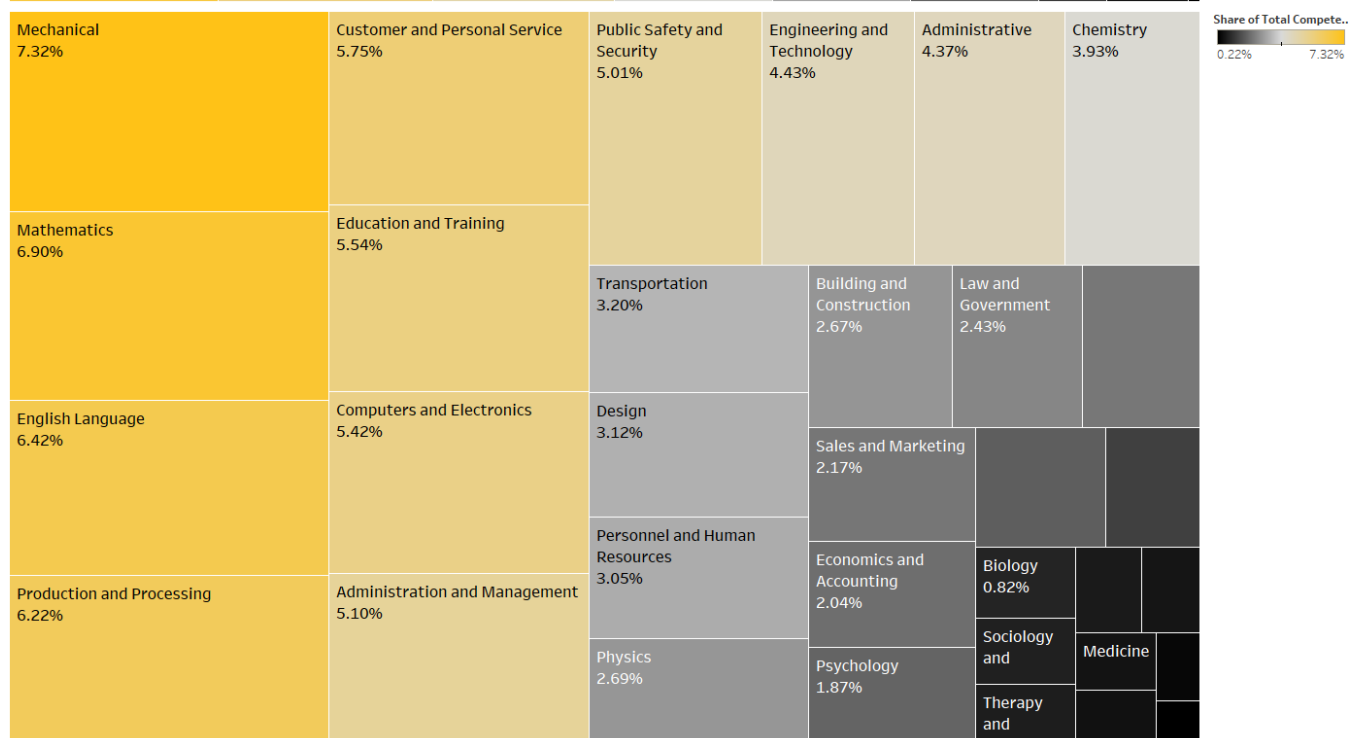 Mechanical
7.32%
Mathematics
6.90%
English Language
6.42%
Production and Processing
6.22%
Customer and Personal Service
5.75%
Education and Training
5.54%
Computers and Electronics
5.42%
Administration and Management
5.10%
Public Safety and
Security
5.01%
Engineering and
Technology
4.43%
Administrative
4.37%
Chemistry
3.93%
Transportation
3.20%
Design
3.12%
Personnel and Human
Resources
3.05%
Physics
2.69%
Building and
Construction
2.67%
Law and
Government
2.43%
Sales and Marketing
2.17%
Economics and
Accounting
2.04%
Psychology
1.87%
Biology
0.82%
Sociology
and
Therapy
and
Medicine
Share of Total Compete..
0.22%
7.32%